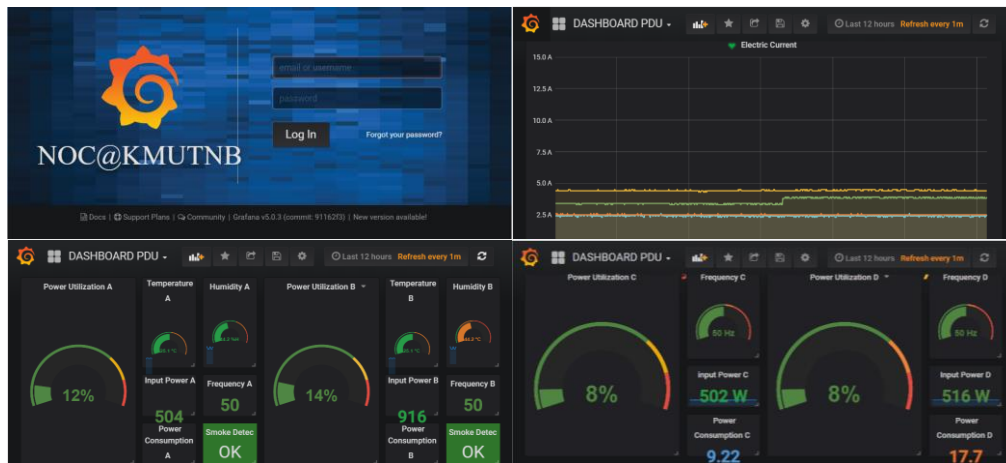 email or username
password
Log In
Forgot your password?
NOC@KMUTNB
Docs | Support Plans | Community | Grafana v5.0.3 (commit: 91162f3) | New version available!
DASHBOARD PDU
Last 12 hours Refresh every 1m
Electric Current
15.0 A
12.5 A
10.0 A
7.5 A
5.0 A
2.5 A
DASHBOARD PDU
Last 12 hours Refresh every 1m
Power Utilization A
12%
Temperature
A
Humidity A
Input Power A
504
Frequency A
50
Power
Consumption
A
Smoke Detec
OK
Power Utilization B
14%
Temperature
B
Humidity B
Input Power B
916
Frequency B
50
Power
Consumption
B
Smoke Detec
OK
DASHBOARD PDU
Last 12 hours Refresh every 1m
Power Utilization C
8%
Frequency C
50 Hz
input Power C
502 W
Power
Consumption C
9.22
Power Utilization D
8%
Frequency D
50 Hz
Input Power D
516 W
Power
Consumption D
17.7